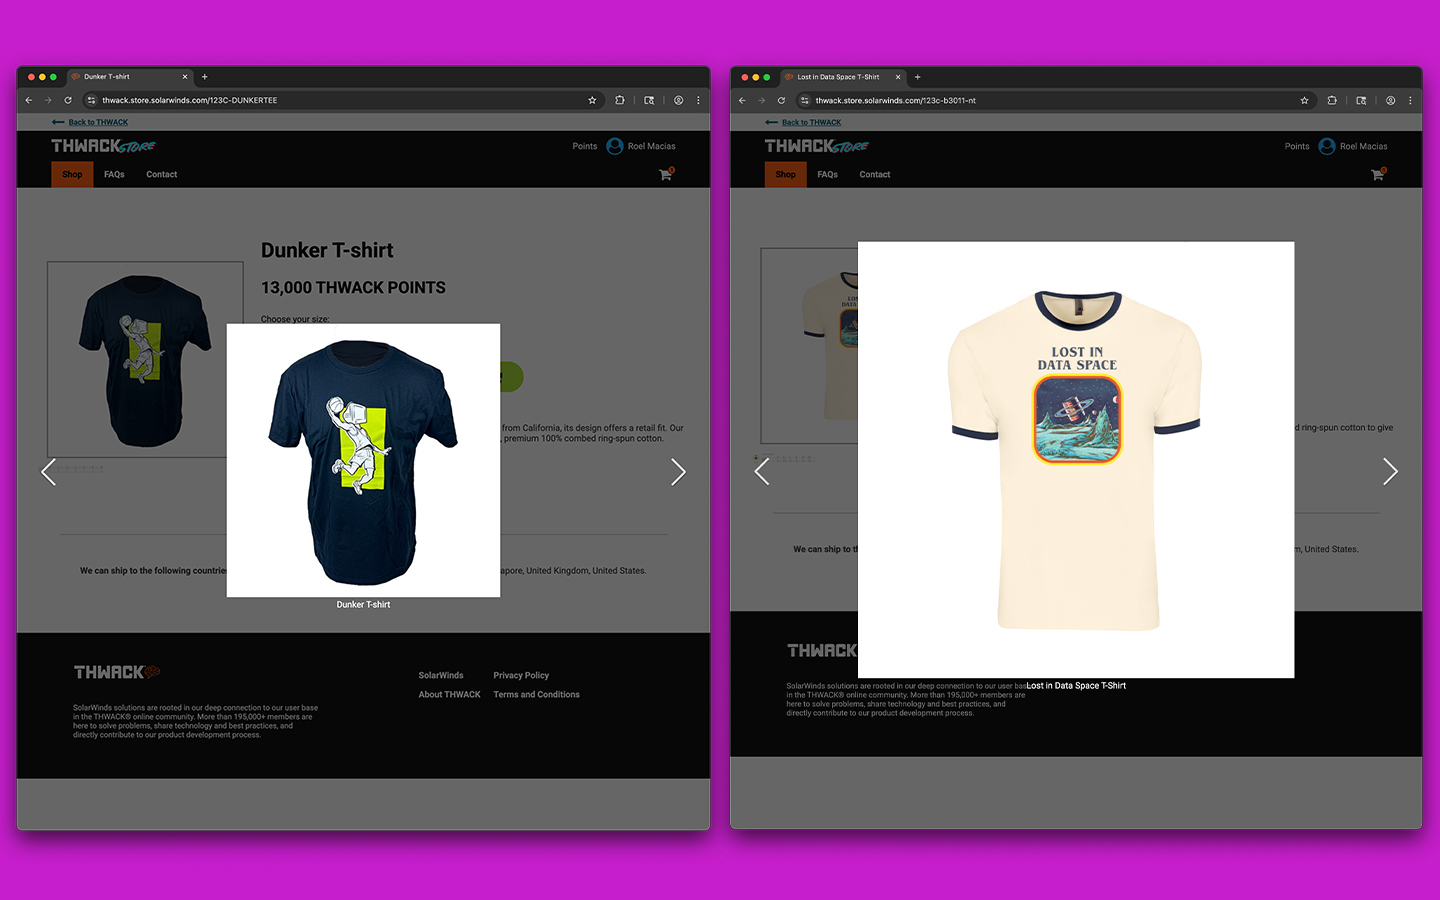 Dunker T-shirt
thwack.store.solarwinds.com/123C-DUNKERTEE
Back to THWACK
THWACK STORE
Points
Roel Macias
Shop
FAQs
Contact
Dunker T-shirt
13,000 THWACK POINTS
Choose your size:
from California, its design offers a retail fit. Our
, premium 100% combed ring-spun cotton.
We can ship to the following countrie
apore, United Kingdom, United States.
Dunker T-shirt
THWACK
SolarWinds solutions are rooted in our deep connection to our user base
in the THWACK® online community. More than 195,000+ members are
here to solve problems, share technology and best practices, and
directly contribute to our product development process.
SolarWinds
Privacy Policy
About THWACK
Terms and Conditions
Lost in Data Space T-Shirt
thwack.store.solarwinds.com/123c-b3011-nt
Back to THWACK
THWACK STORE
Points
Roel Macias
Shop
FAQs
Contact
LOST IN
DATA SPACE
d ring-spun cotton to give
We can ship to th
m, United States.
THWACK
SolarWinds solutions are rooted in our deep connection to our user base
in the THWACK® online community. More than 195,000+ members are
here to solve problems, share technology and best practices, and
directly contribute to our product development process.
Lost in Data Space T-Shirt